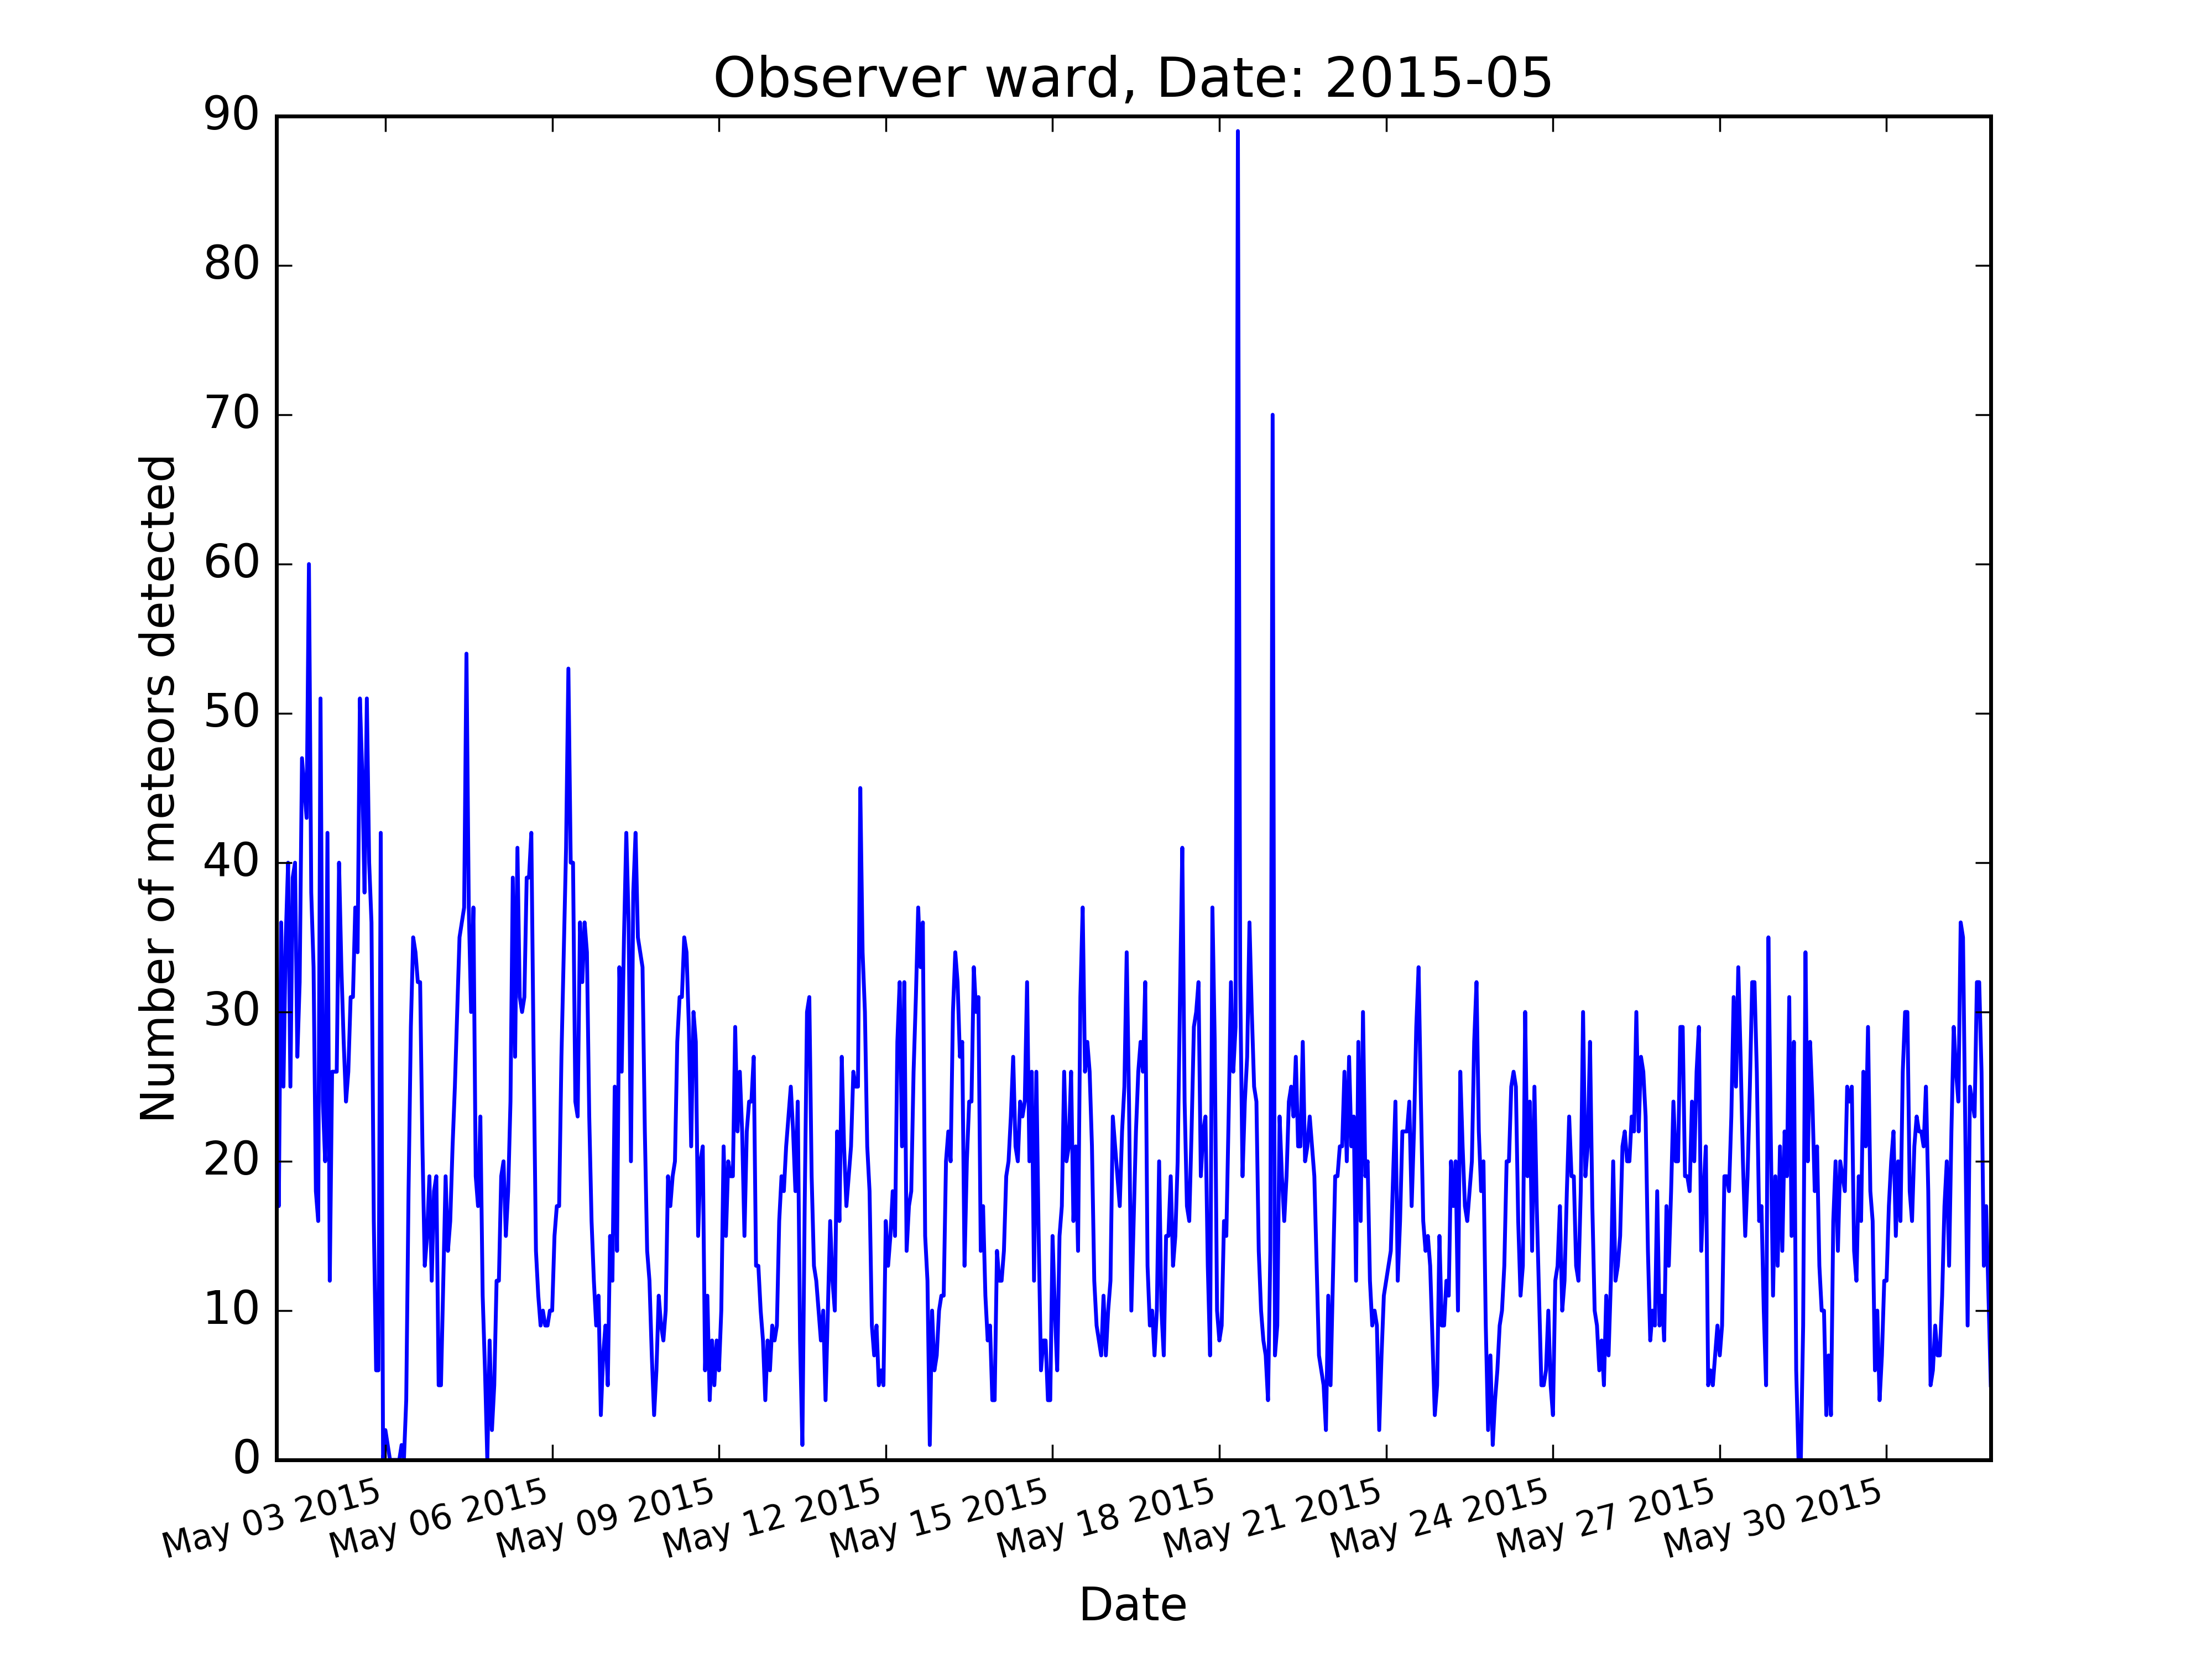 Observer ward, Date: 2015-05
90
80
70
60
50
40
30
20
10
0
Number of meteors detected
May 03 2015
May 06 2015
May 09 2015
May 12 2015
May 15 2015
May 18 2015
May 21 2015
May 24 2015
May 27 2015
May 30 2015
Date